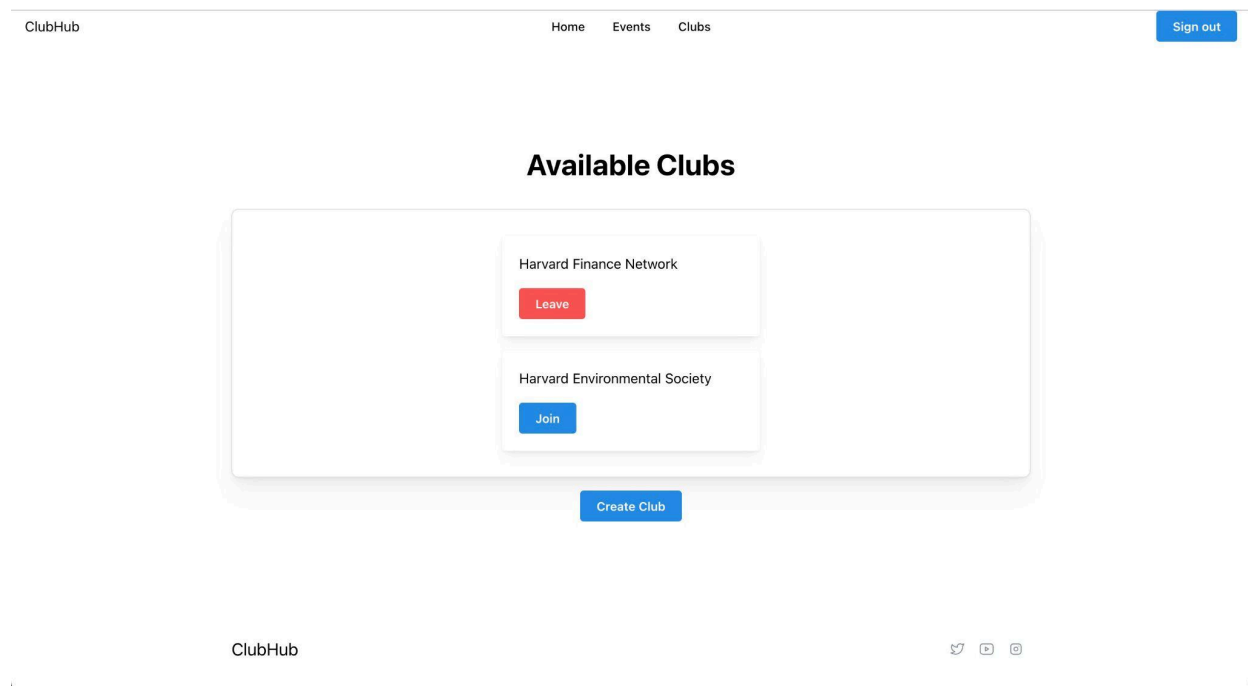 ClubHub
Home Events Clubs
Sign out
Available Clubs
Harvard Finance Network
Leave
Harvard Environmental Society
Join
Create Club
ClubHub